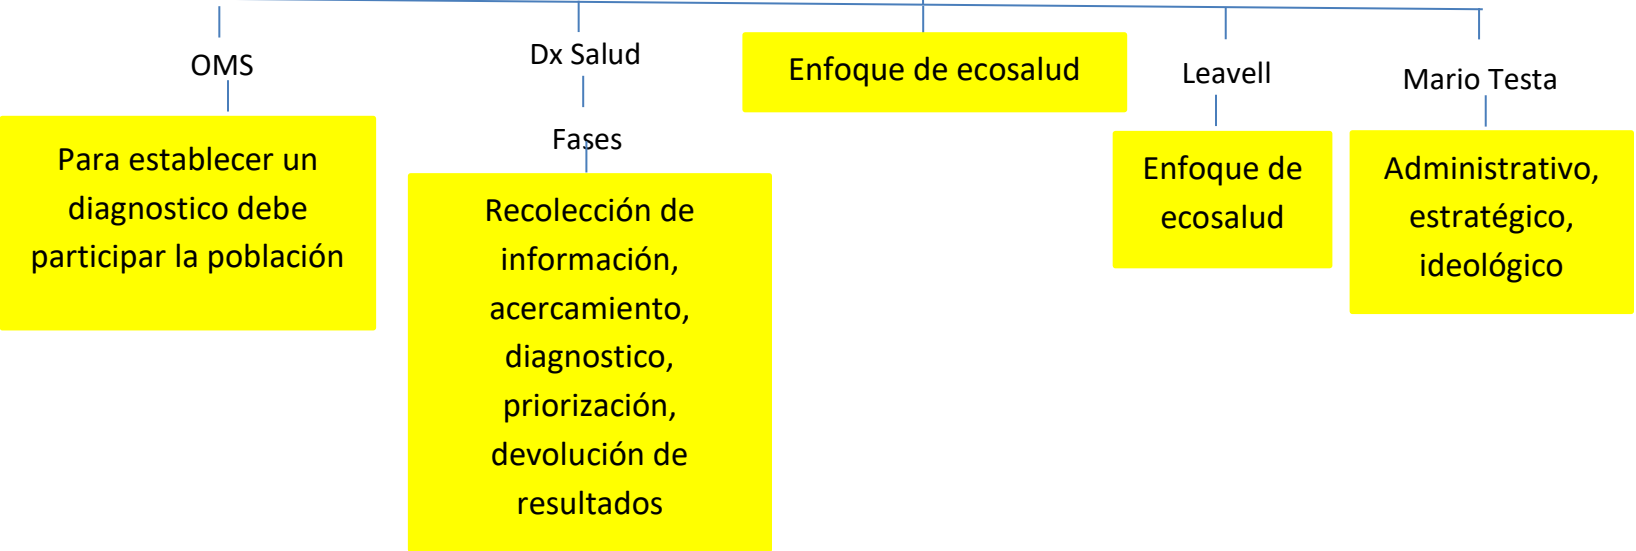 OMS
Para establecer un
diagnostico debe
participar la población
Dx Salud
Fases
Recolección de
información,
acercamiento,
diagnostico,
priorización,
devolución de
resultados
Enfoque de ecosalud
Leavell
Enfoque de
ecosalud
Mario Testa
Administrativo,
estratégico,
ideológico